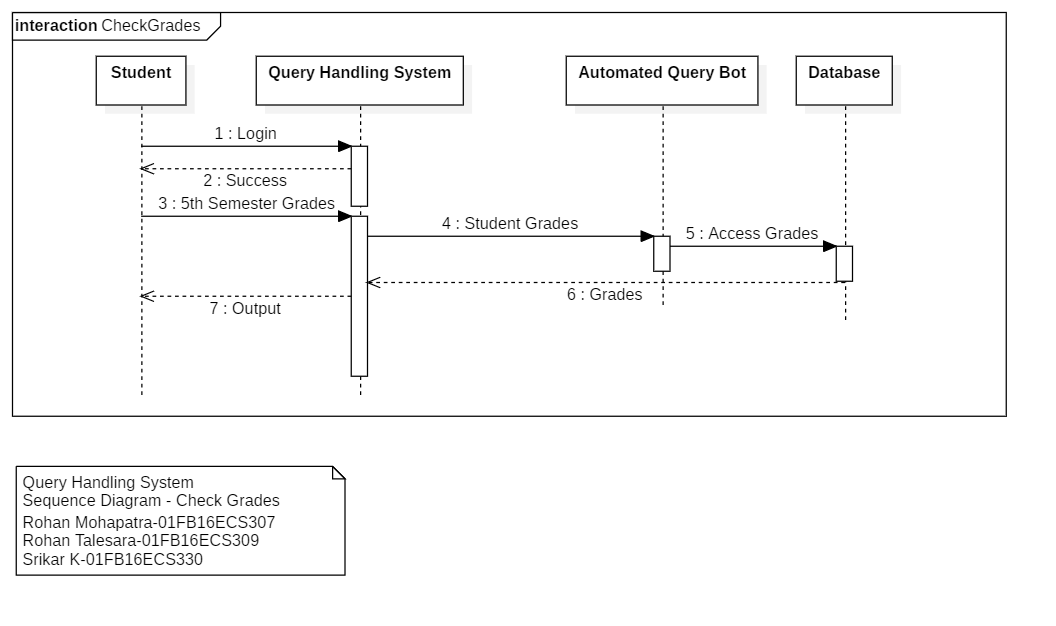 interaction CheckGrades
Student
Query Handling System
Automated Query Bot
Database
1 : Login
2 : Success
3 : 5th Semester Grades
4 : Student Grades
5 : Access Grades
6 : Grades
7 : Output
Query Handling System
Sequence Diagram - Check Grades
Rohan Mohapatra-01FB16ECS307
Rohan Talesara-01FB16ECS309
Srikar K-01FB16ECS330